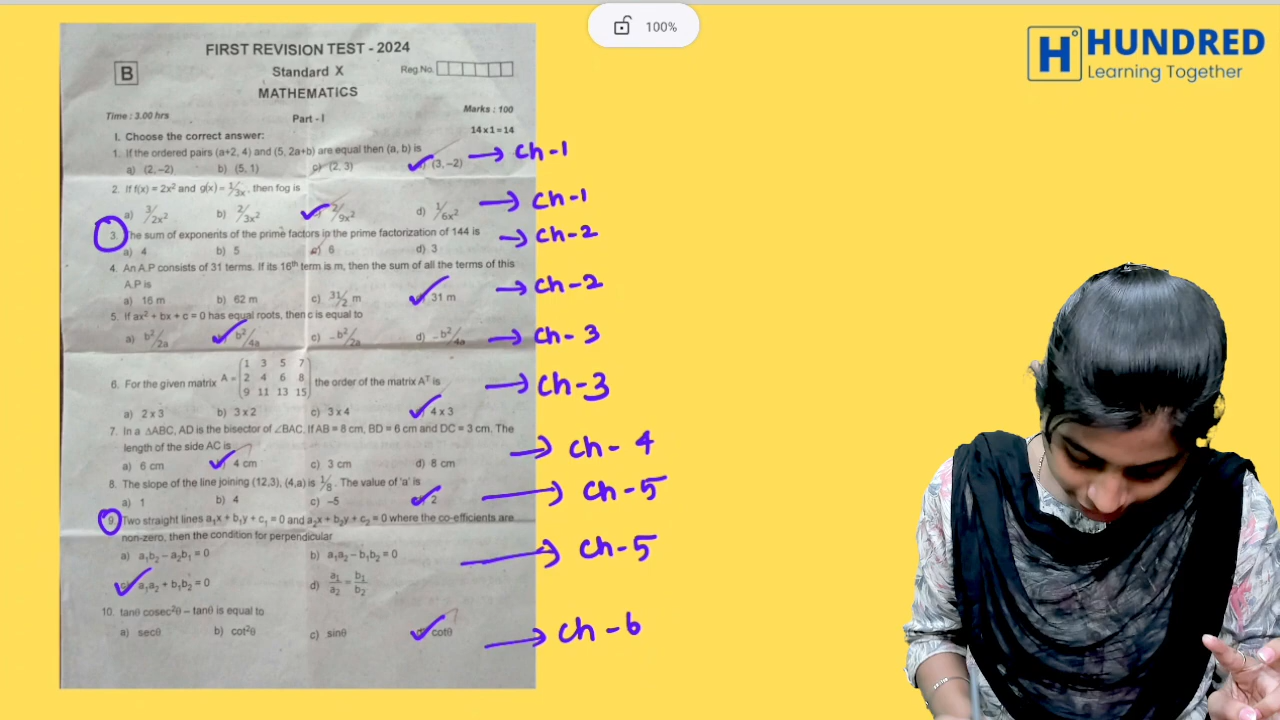 100%
HUNDRED
Learning Together
FIRST REVISION TEST - 2024
B
Standard X
Reg.No.
MATHEMATICS
Time : 3.00 hrs
Marks : 100
Part - I
I. Choose the correct answer:
14 x 1 = 14
1. If the ordered pairs (a+2, 4) and (5, 2a+b) are equal then (a, b) is → Ch-1
a) (2, -2) b) (5, 1) c) (2, 3) (3, -2)
2. If f(x) = 2x² and g(x) = 1/3x, then fog is → Ch-1
a) 3/2x² b) 2/3x² 2/9x² d) 1/6x²
3. The sum of exponents of the prime factors in the prime factorization of 144 is → Ch-2
a) 4 b) 5 c) 6 d) 3
4. An A.P consists of 31 terms. If its 16th term is m, then the sum of all the terms of this
A.P is → Ch-2
a) 16 m b) 62 m c) 31/2 m 31 m
5. If ax² + bx + c = 0 has equal roots, then c is equal to
a) b²/2a b²/4a c) -b²/2a d) -b²/4a → Ch-3
6. For the given matrix A = (1 3 5 7
2 4 6 8
9 11 13 15) the order of the matrix Aᵀ is → Ch-3
a) 2 x 3 b) 3 x 2 c) 3 x 4 4 x 3
7. In a ΔABC, AD is the bisector of ∠BAC. If AB = 8 cm, BD = 6 cm and DC = 3 cm. The
length of the side AC is → Ch-4
a) 6 cm 4 cm c) 3 cm d) 8 cm
8. The slope of the line joining (12,3), (4,a) is 1/8. The value of 'a' is → Ch-5
a) 1 b) 4 c) -5 2
9. Two straight lines a₁x + b₁y + c₁ = 0 and a₂x + b₂y + c₂ = 0 where the co-efficients are
non-zero, then the condition for perpendicular → Ch-5
a) a₁b₂ - a₂b₁ = 0 b) a₁a₂ - b₁b₂ = 0
a₁a₂ + b₁b₂ = 0 d) a₁/a₂ = b₁/b₂
10. tanθ cosec²θ - tanθ is equal to
a) secθ b) cot²θ c) sinθ cotθ → Ch-6